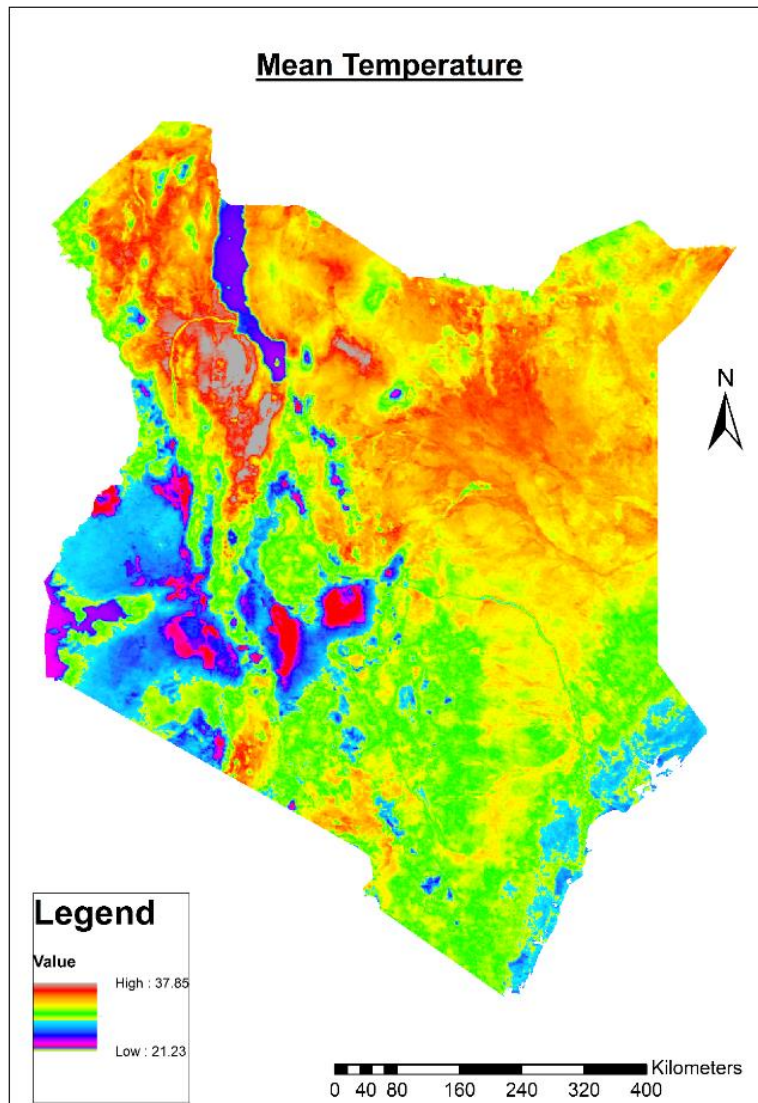 Mean Temperature
N
Legend
Value
High : 37.85
Low : 21.23
Kilometers
0 40 80 160 240 320 400